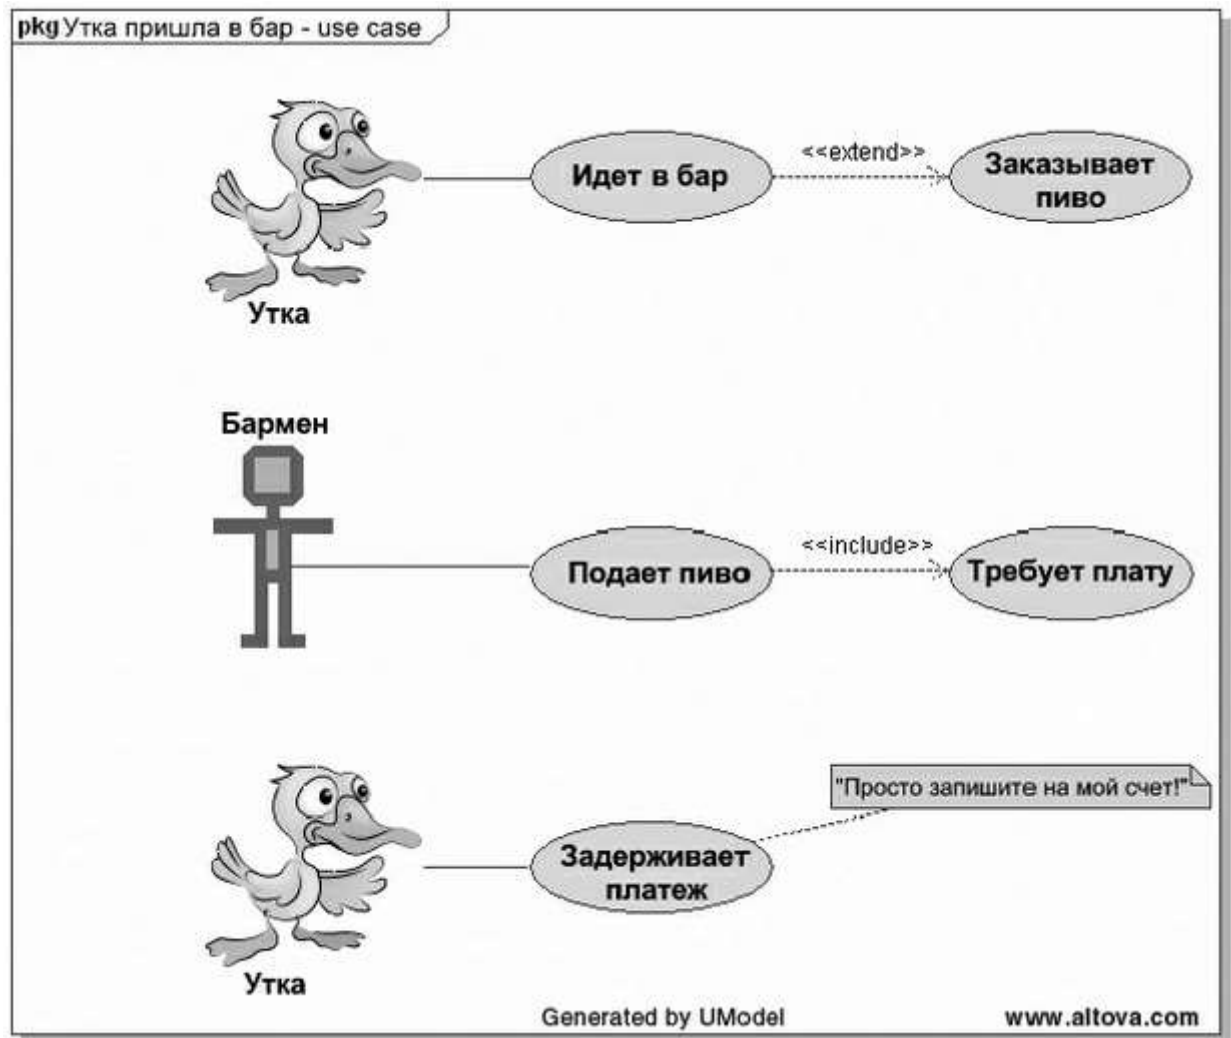 pkg Утка пришла в бар - use case
Идет в бар
<<extend>>
Заказывает
пиво
Утка
Бармен
Подает пиво
<<include>>
Требует плату
"Просто запишите на мой счет!"
Задерживает
платеж
Утка
Generated by UModel
www.altova.com